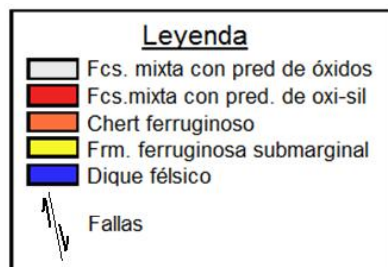 Leyenda
Fcs. mixta con pred de óxidos
Fcs.mixta con pred. de oxi-sil
Chert ferruginoso
Frm. ferruginosa submarginal
Dique félsico
Fallas